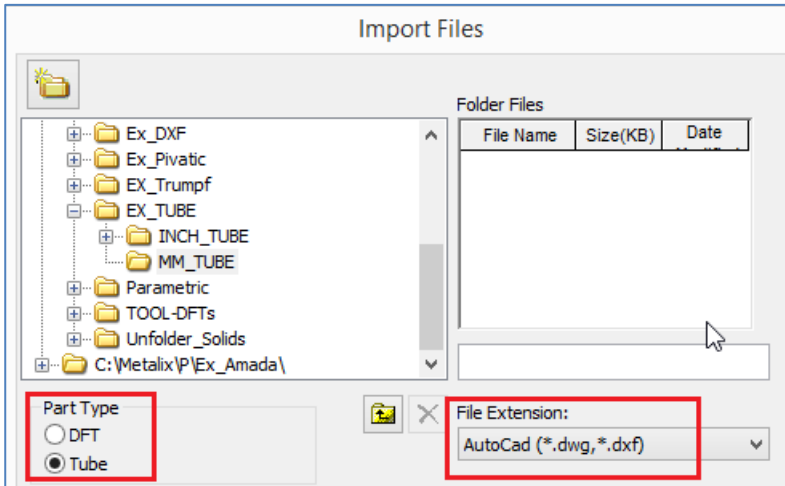 Import Files
Folder Files
File Name Size(KB) Date
Ex_DXF
Ex_Pivatic
EX_Trumpf
EX_TUBE
INCH_TUBE
MM_TUBE
Parametric
TOOL-DFTs
Unfolder_Solids
C:\Metalix\P\Ex_Amada\
Part Type
DFT
Tube
File Extension:
AutoCad (*.dwg,*.dxf)